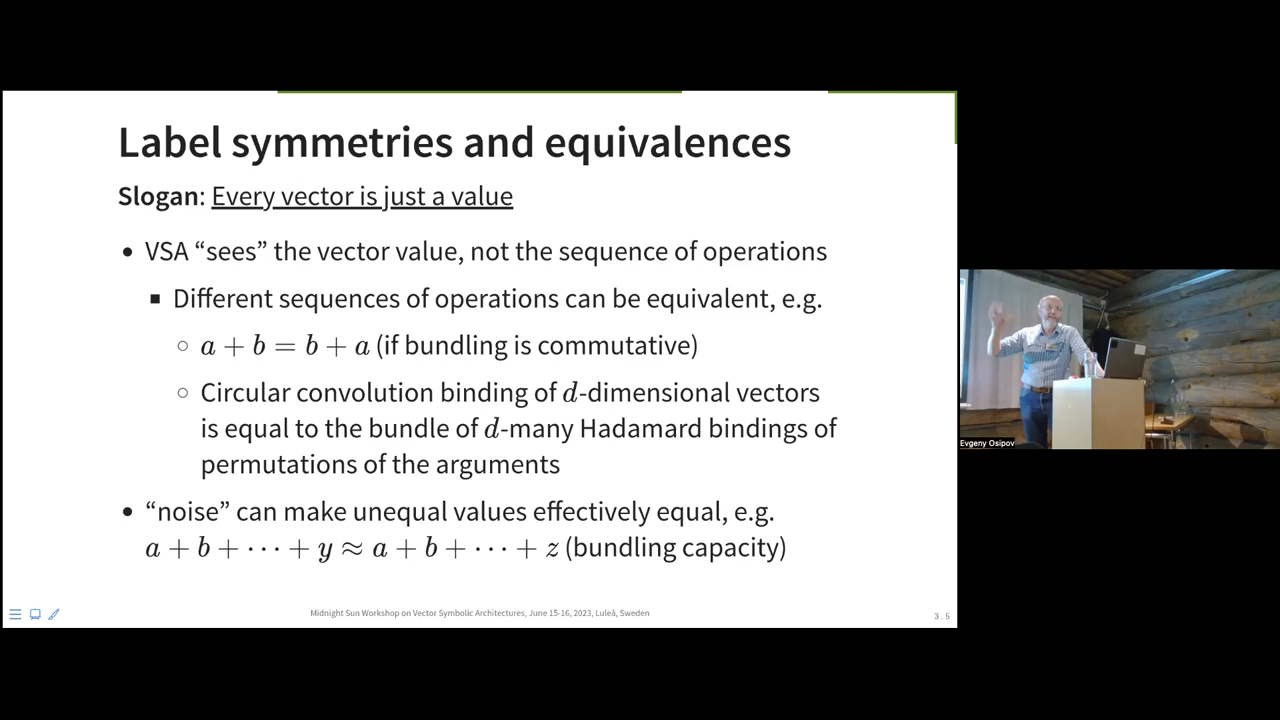 Label symmetries and equivalences
Slogan: Every vector is just a value
• VSA “sees” the vector value, not the sequence of operations
▪ Different sequences of operations can be equivalent, e.g.
○ a + b = b + a (if bundling is commutative)
○ Circular convolution binding of d-dimensional vectors
is equal to the bundle of d-many Hadamard bindings of
permutations of the arguments
• “noise” can make unequal values effectively equal, e.g.
a + b + ⋯ + y ≈ a + b + ⋯ + z (bundling capacity)
Midnight Sun Workshop on Vector Symbolic Architectures, June 15-16, 2023, Luleå, Sweden
3 . 5
Evgeny Osipov